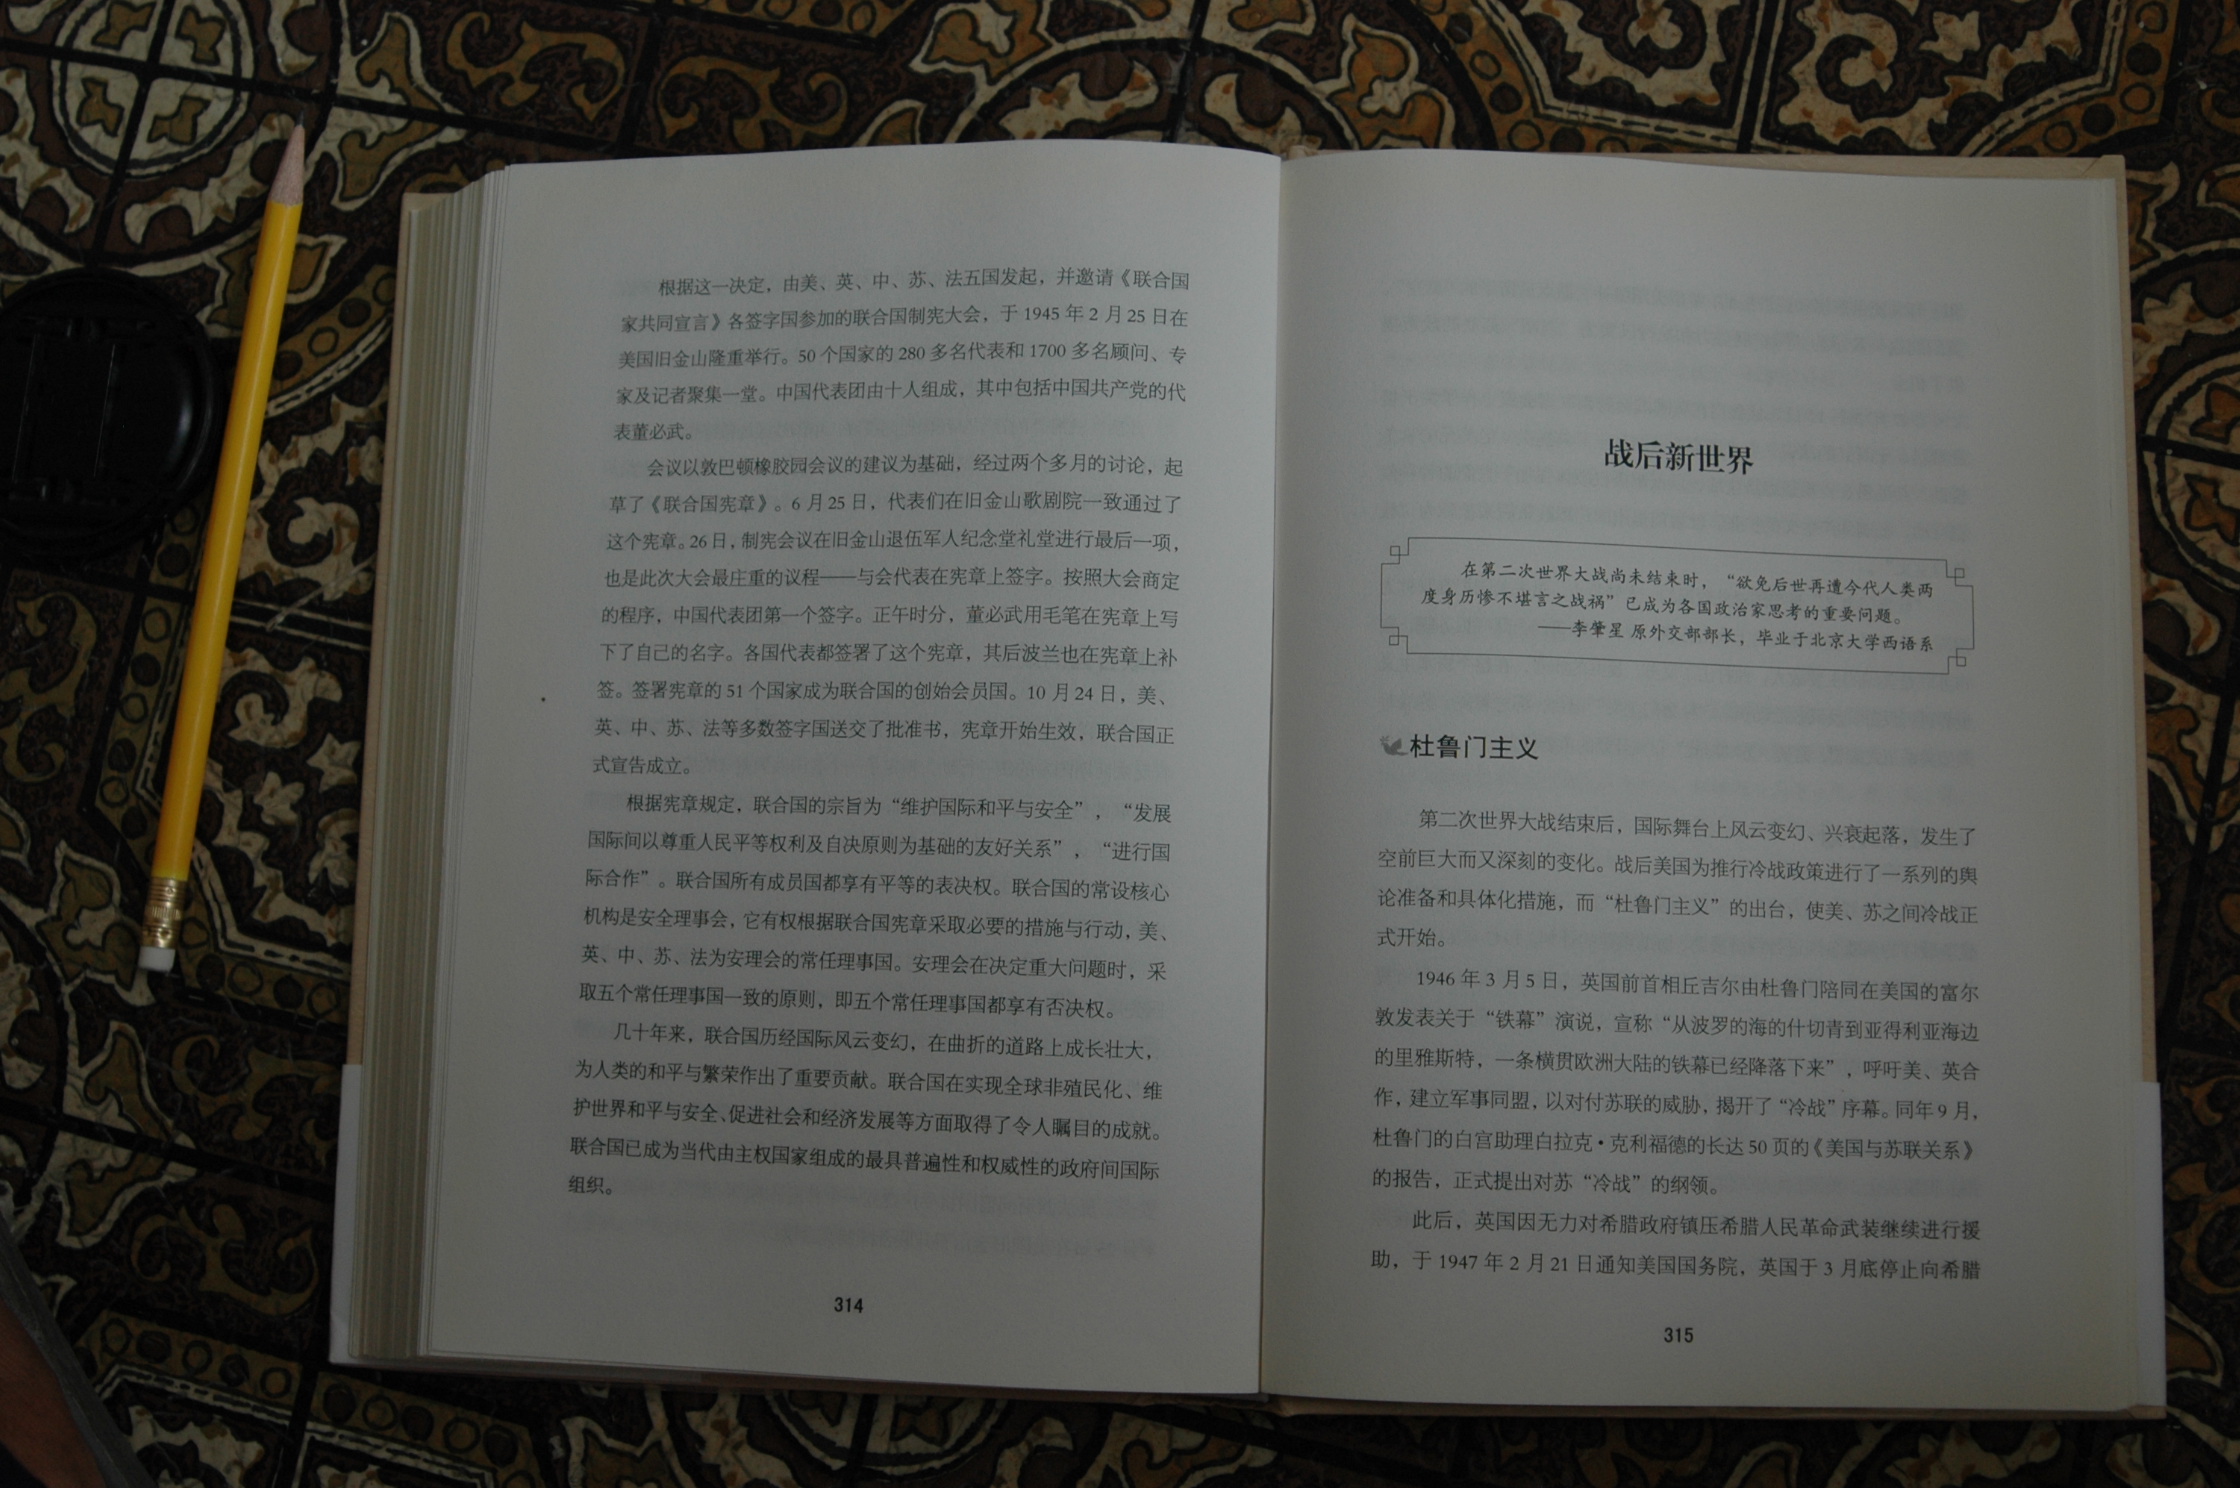 根据这一决定，由美、英、中、苏、法五国发起，并邀请《联合国
家共同宣言》各签字国参加的联合国制宪大会，于 1945 年 2 月 25 日在
美国旧金山隆重举行。50 个国家的 280 多名代表和 1700 多名顾问、专
家及记者聚集一堂。中国代表团由十人组成，其中包括中国共产党的代
表董必武。
会议以敦巴顿橡胶园会议的建议为基础，经过两个多月的讨论，起
草了《联合国宪章》。6 月 25 日，代表们在旧金山歌剧院一致通过了
这个宪章。26 日，制宪会议在旧金山退伍军人纪念堂礼堂进行最后一项，
也是此次大会最庄重的议程——与会代表在宪章上签字。按照大会商定
的程序，中国代表团第一个签字。正午时分，董必武用毛笔在宪章上写
下了自己的名字。各国代表都签署了这个宪章，其后波兰也在宪章上补
签。签署宪章的 51 个国家成为联合国的创始会员国。10 月 24 日，美、
英、中、苏、法等多数签字国送交了批准书，宪章开始生效，联合国正
式宣告成立。
根据宪章规定，联合国的宗旨为“维护国际和平与安全”，“发展
国际间以尊重人民平等权利及自决原则为基础的友好关系”，“进行国
际合作”。联合国所有成员国都享有平等的表决权。联合国的常设核心
机构是安全理事会，它有权根据联合国宪章采取必要的措施与行动，美、
英、中、苏、法为安理会的常任理事国。安理会在决定重大问题时，采
取五个常任理事国一致的原则，即五个常任理事国都享有否决权。
几十年来，联合国历经国际风云变幻，在曲折的道路上成长壮大，
为人类的和平与繁荣作出了重要贡献。联合国在实现全球非殖民化、维
护世界和平与安全、促进社会和经济发展等方面取得了令人瞩目的成就。
联合国已成为当代由主权国家组成的最具普遍性和权威性的政府间国际
组织。
314
战后新世界
在第二次世界大战尚未结束时，“欲免后世再遭今代人类两
度身历惨不堪言之战祸”已成为各国政治家思考的重要问题。
——李肇星 原外交部部长，毕业于北京大学西语系
杜鲁门主义
第二次世界大战结束后，国际舞台上风云变幻、兴衰起落，发生了
空前巨大而又深刻的变化。战后美国为推行冷战政策进行了一系列的舆
论准备和具体化措施，而“杜鲁门主义”的出台，使美、苏之间冷战正
式开始。
1946 年 3 月 5 日，英国前首相丘吉尔由杜鲁门陪同在美国的富尔
敦发表关于“铁幕”演说，宣称“从波罗的海的什切青到亚得利亚海边
的里雅斯特，一条横贯欧洲大陆的铁幕已经降落下来”，呼吁美、英合
作，建立军事同盟，以对付苏联的威胁，揭开了“冷战”序幕。同年 9 月，
杜鲁门的白宫助理白拉克·克利福德的长达 50 页的《美国与苏联关系》
的报告，正式提出对苏“冷战”的纲领。
此后，英国因无力对希腊政府镇压希腊人民革命武装继续进行援
助，于 1947 年 2 月 21 日通知美国国务院，英国于 3 月底停止向希腊
315